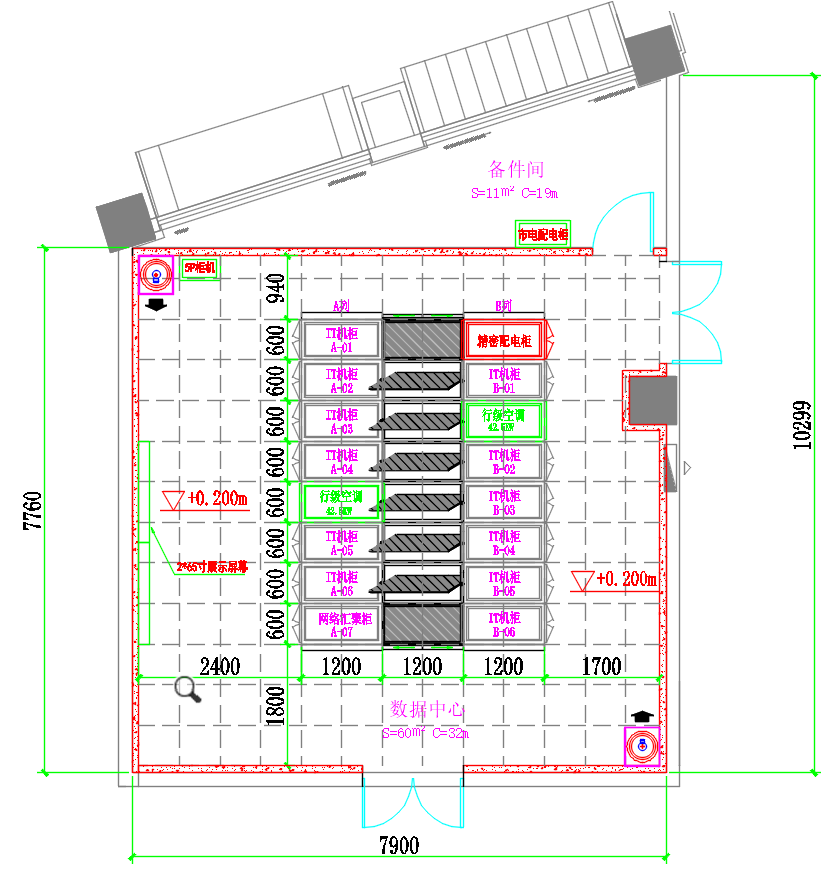 备件间
S=11m² C=19m
市电配电柜
5P柜机
940
A列
B列
600
IT机柜
A-01
精密配电柜
600
IT机柜
A-02
IT机柜
B-01
600
IT机柜
A-03
行级空调
42.5KW
10299
600
IT机柜
A-04
IT机柜
B-02
7760
+0.200m
600
行级空调
42.5KW
IT机柜
B-03
600
IT机柜
A-05
IT机柜
B-04
2*65寸展示屏幕
600
IT机柜
A-06
IT机柜
B-05
+0.200m
600
网络汇聚柜
A-07
IT机柜
B-06
2400
1200
1200
1200
1700
1800
数据中心
S=60m² C=32m
7900